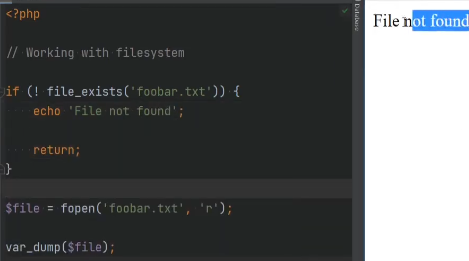 <?php
// Working with filesystem
if (! file_exists('foobar.txt')) {
echo 'File not found';
return;
}
$file = fopen('foobar.txt', 'r');
var_dump($file);
Database
File not found